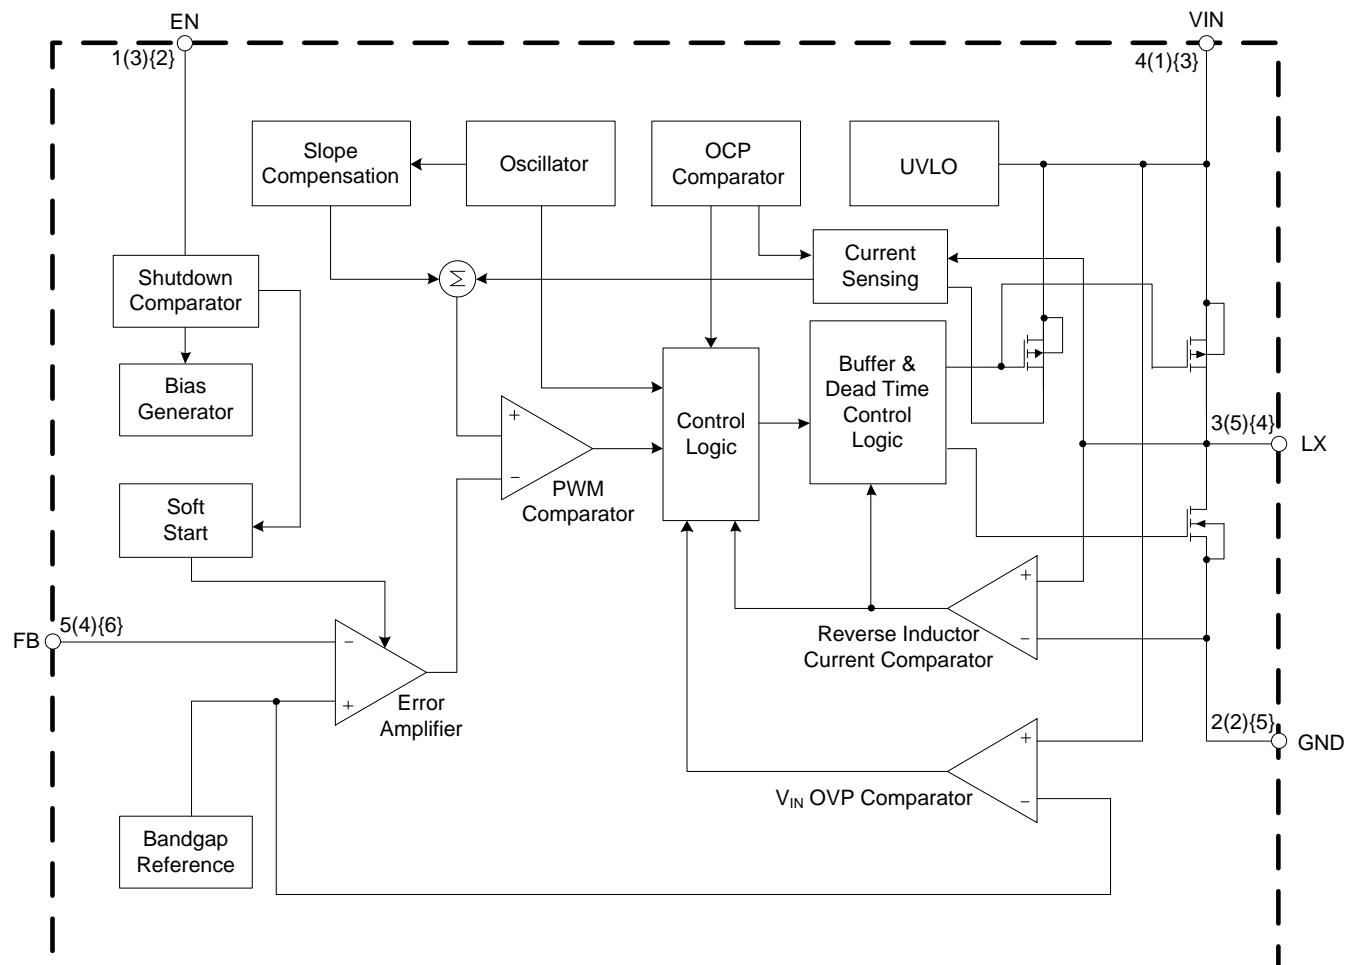 EN
VIN
1(3){2}
4(1){3}
Slope
Compensation
Oscillator
OCP
Comparator
UVLO
Shutdown
Comparator
Σ
Current
Sensing
Bias
Generator
+
−
PWM
Comparator
Control
Logic
Buffer &
Dead Time
Control
Logic
3(5){4}
LX
Soft
Start
+
−
Reverse Inductor
Current Comparator
5(4){6}
FB
−
+
Error
Amplifier
2(2){5}
GND
+
−
VIN OVP Comparator
Bandgap
Reference